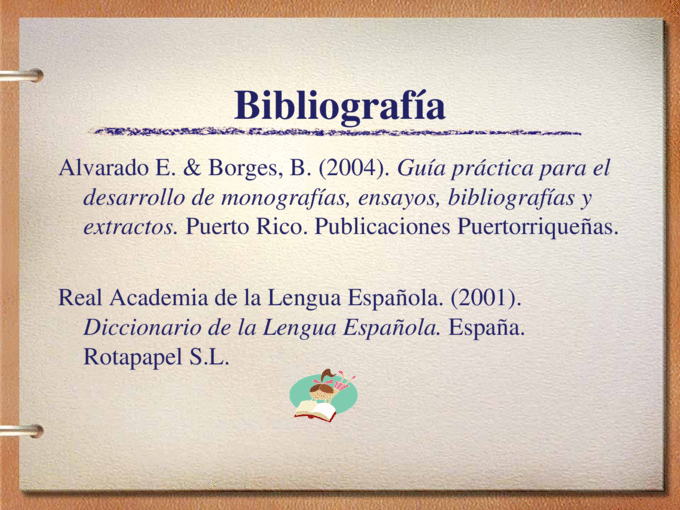 Bibliografía
Alvarado E. & Borges, B. (2004). Guía práctica para el
desarrollo de monografías, ensayos, bibliografías y
extractos. Puerto Rico. Publicaciones Puertorriqueñas.
Real Academia de la Lengua Española. (2001).
Diccionario de la Lengua Española. España.
Rotapapel S.L.